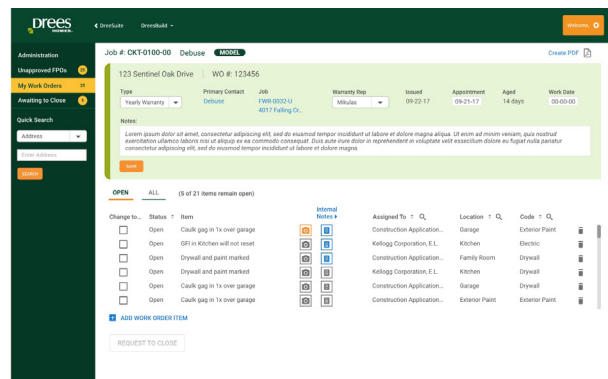 Drees
HOMES
DreesSuite DreesBuild
Welcome,
Administration
Unapproved FPOs
My Work Orders
Awaiting to Close
Quick Search
Address
Enter Address
SEARCH
Job #: CKT-0100-00 Debuse MODEL
Create PDF
123 Sentinel Oak Drive WO #: 123456
Type Primary Contact Job Warranty Rep Issued Appointment Aged Work Date
Yearly Warranty Debuse FWR-0032-U Mikulas 09-22-17 09-21-17 14 days 00-00-00
4017 Falling Cr..
Notes:
Lorem ipsum dolor sit amet, consectetur adipiscing elit, sed do eiusmod tempor incididunt ut labore et dolore magna aliqua. Ut enim ad minim veniam, quis nostrud
exercitation ullamco laboris nisi ut aliquip ex ea commodo consequat. Duis aute irure dolor in reprehenderit in voluptate velit esse cillum dolore eu fugiat nulla pariatur
consectetur adipiscing elit, sed do eiusmod tempor incididunt ut labore et dolore magna.
SAVE
OPEN ALL (5 of 21 items remain open)
Internal
Change to... Status Item Notes Assigned To Location Code
Open Caulk gag in 1x over garage Construction Application... Garage Exterior Paint
Open GFI in Kitchen will not reset Kellogg Corporation, E.L. Kitchen Electric
Open Drywall and paint marked Construction Application... Family Room Drywall
Open Drywall and paint marked Kellogg Corporation, E.L. Kitchen Drywall
Open Caulk gag in 1x over garage Construction Application... Garage Drywall
Open Caulk gag in 1x over garage Construction Application... Exterior Paint Exterior Paint
ADD WORK ORDER ITEM
REQUEST TO CLOSE